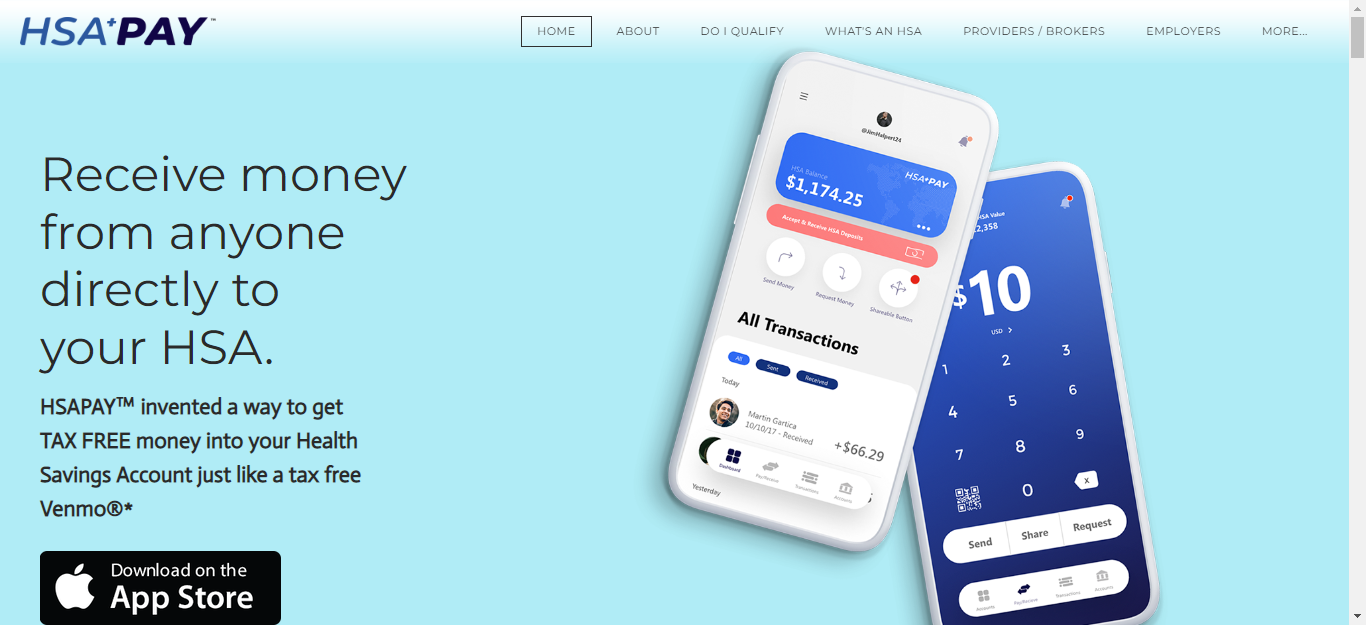 HSA+PAY™
HOME
ABOUT
DO I QUALIFY
WHAT'S AN HSA
PROVIDERS / BROKERS
EMPLOYERS
MORE...
Receive money
from anyone
directly to
your HSA.
HSAPAY™ invented a way to get
TAX FREE money into your Health
Savings Account just like a tax free
Venmo®*
Download on the
App Store
@JimHalpert24
HSA Balance
HSA+PAY
$1,174.25
Accept & Receive HSA Deposits
Send Money
Request Money
Shareable Button
All Transactions
All
Sent
Received
Today
Martin Gartica
10/10/17 - Received
+$66.29
Dashboard
Pay/Receive
Transactions
Accounts
Yesterday
HSA Value
2,358
$10
USD >
1
2
3
4
5
6
7
8
9
0
x
Send
Share
Request
Accounts
Pay/Receive
Transactions
Accounts